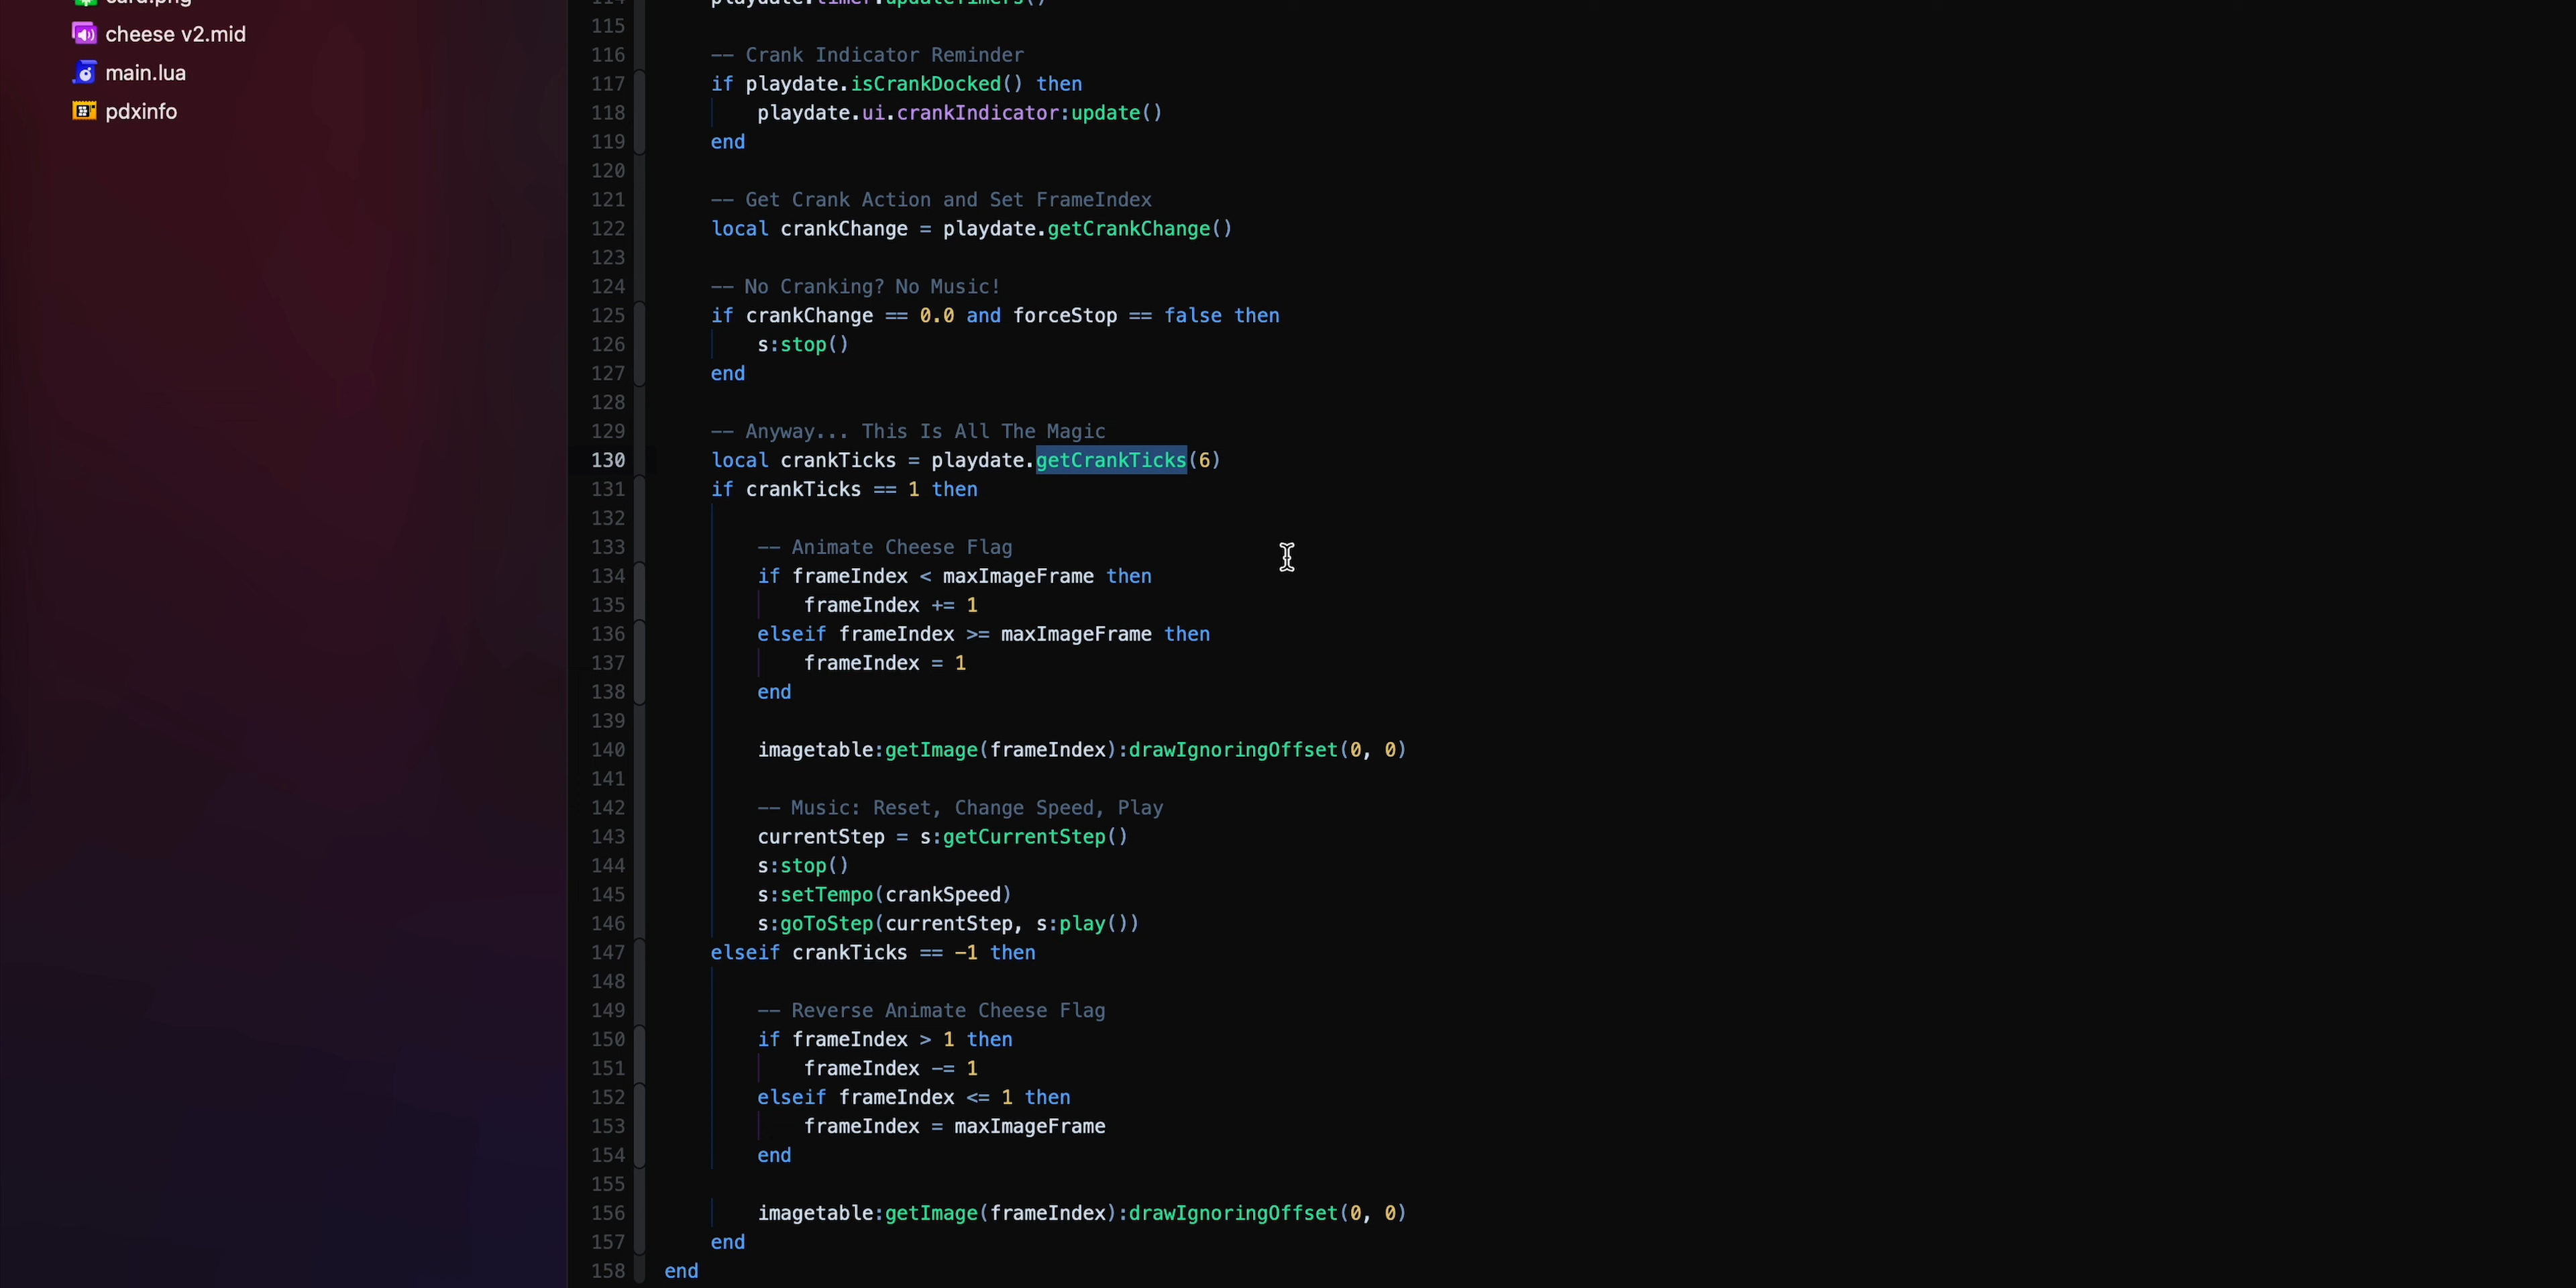 card.png
cheese v2.mid
main.lua
pdxinfo
114 playdate.timer.updateTimers()
115
116 -- Crank Indicator Reminder
117 if playdate.isCrankDocked() then
118 playdate.ui.crankIndicator:update()
119 end
120
121 -- Get Crank Action and Set FrameIndex
122 local crankChange = playdate.getCrankChange()
123
124 -- No Cranking? No Music!
125 if crankChange == 0.0 and forceStop == false then
126 s:stop()
127 end
128
129 -- Anyway... This Is All The Magic
130 local crankTicks = playdate.getCrankTicks(6)
131 if crankTicks == 1 then
132
133 -- Animate Cheese Flag
134 if frameIndex < maxImageFrame then
135 frameIndex += 1
136 elseif frameIndex >= maxImageFrame then
137 frameIndex = 1
138 end
139
140 imagetable:getImage(frameIndex):drawIgnoringOffset(0, 0)
141
142 -- Music: Reset, Change Speed, Play
143 currentStep = s:getCurrentStep()
144 s:stop()
145 s:setTempo(crankSpeed)
146 s:goToStep(currentStep, s:play())
147 elseif crankTicks == -1 then
148
149 -- Reverse Animate Cheese Flag
150 if frameIndex > 1 then
151 frameIndex -= 1
152 elseif frameIndex <= 1 then
153 frameIndex = maxImageFrame
154 end
155
156 imagetable:getImage(frameIndex):drawIgnoringOffset(0, 0)
157 end
158 end